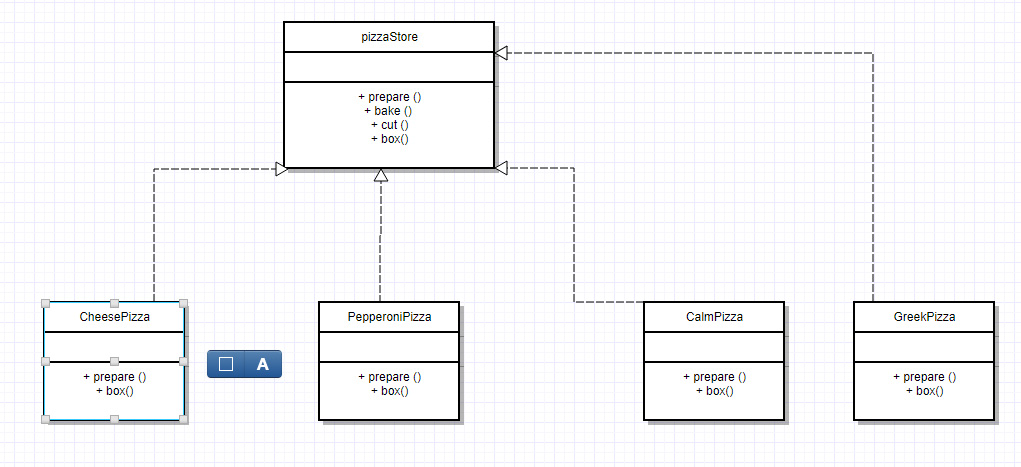 pizzaStore
+ prepare ()
+ bake ()
+ cut ()
+ box()
CheesePizza
+ prepare ()
+ box()
A
PepperoniPizza
+ prepare ()
+ box()
CalmPizza
+ prepare ()
+ box()
GreekPizza
+ prepare ()
+ box()